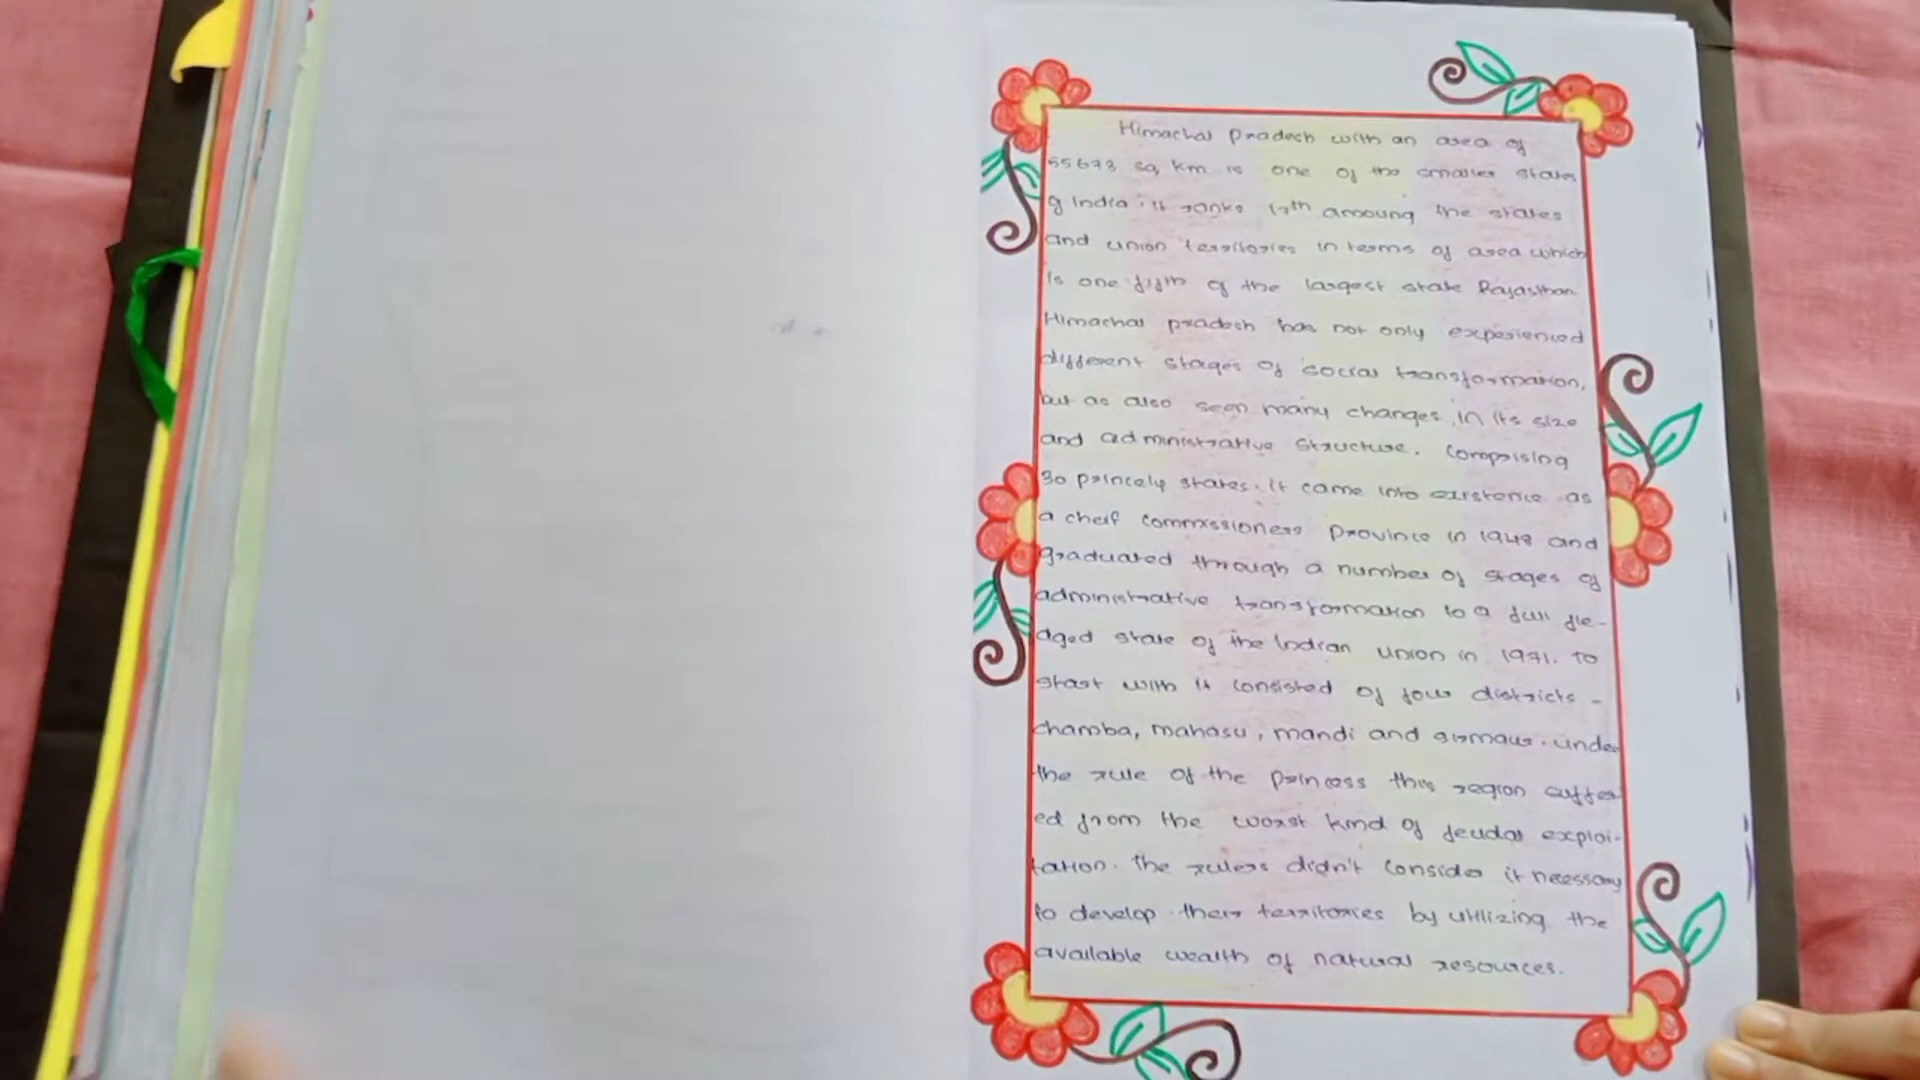 Himachal pradesh with an area of
55673 sq, km is one of the smaller states
of India. it ranks 17th amoung the states
and union territories in terms of area which
is one-fifth of the largest state Rajasthan.
Himachal pradesh has not only experienced
different stages of social transformation,
but as also seen many changes in its size
and administrative structure. Comprising
30 princely states. it came into existence as
a cheif commissioners province in 1948 and
graduated through a number of stages of
administrative transformation to a full fle-
dged state of the Indian union in 1971. To
start with it consisted of four districts -
chamba, mahasu, mandi and sirmaur. under
the rule of the princess this region suffer
ed from the worst kind of feudal exploi-
tation. The rulers didn't consider it necessary
to develop their territories by utilizing the
available wealth of natural resources.